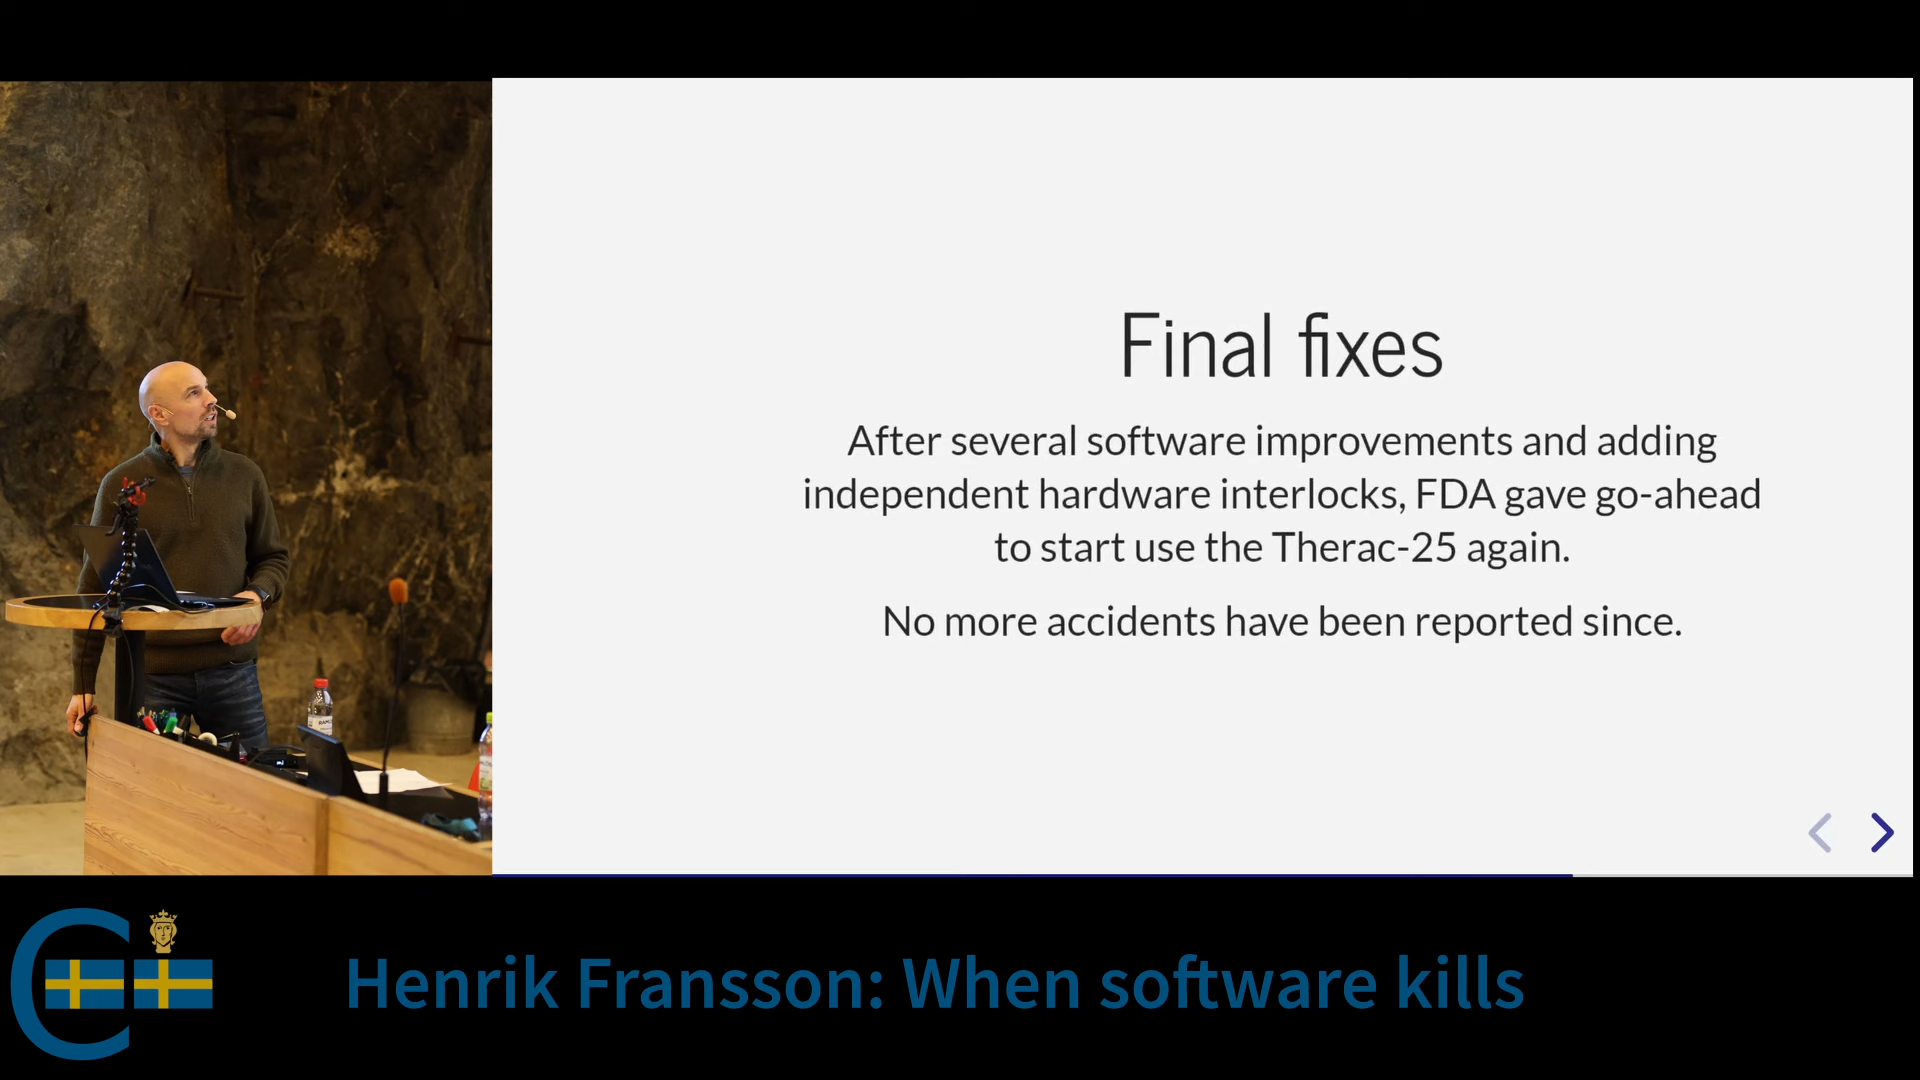 Final fixes
After several software improvements and adding
independent hardware interlocks, FDA gave go-ahead
to start use the Therac-25 again.
No more accidents have been reported since.
Henrik Fransson: When software kills